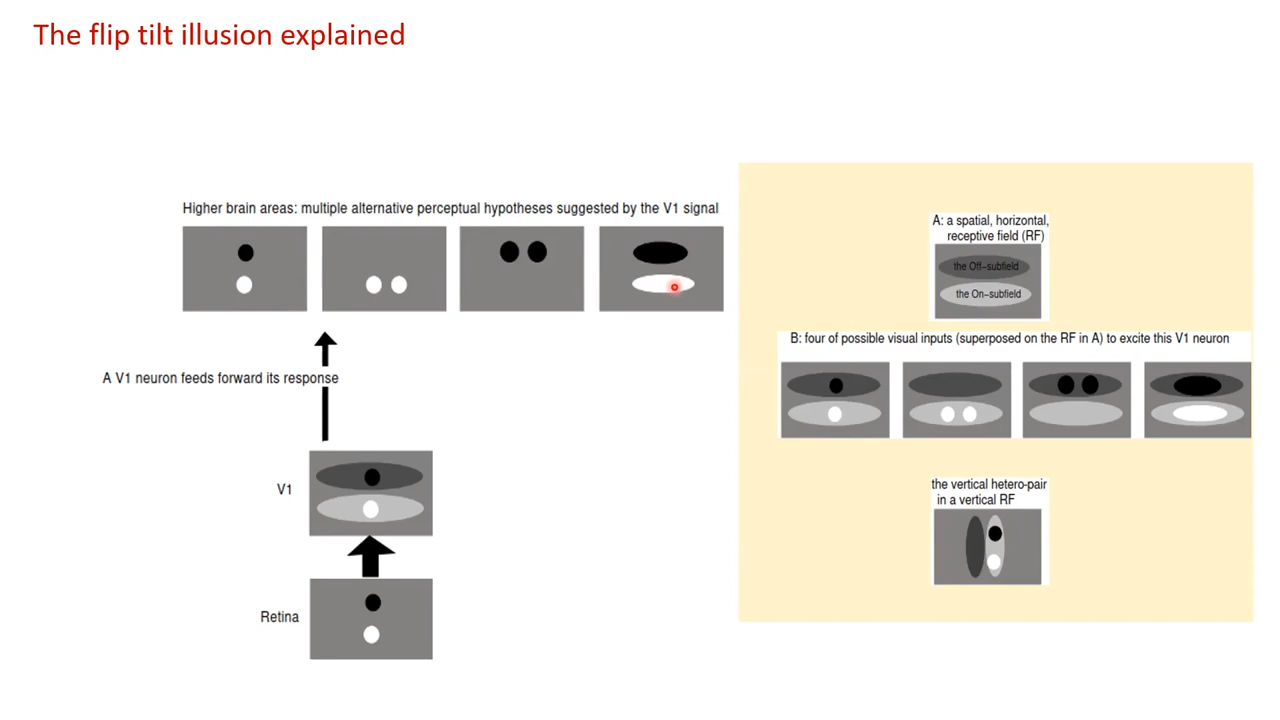 The flip tilt illusion explained
Higher brain areas: multiple alternative perceptual hypotheses suggested by the V1 signal
A V1 neuron feeds forward its response
V1
Retina
A: a spatial, horizontal,
receptive field (RF)
the Off-subfield
the On-subfield
B: four of possible visual inputs (superposed on the RF in A) to excite this V1 neuron
the vertical hetero-pair
in a vertical RF